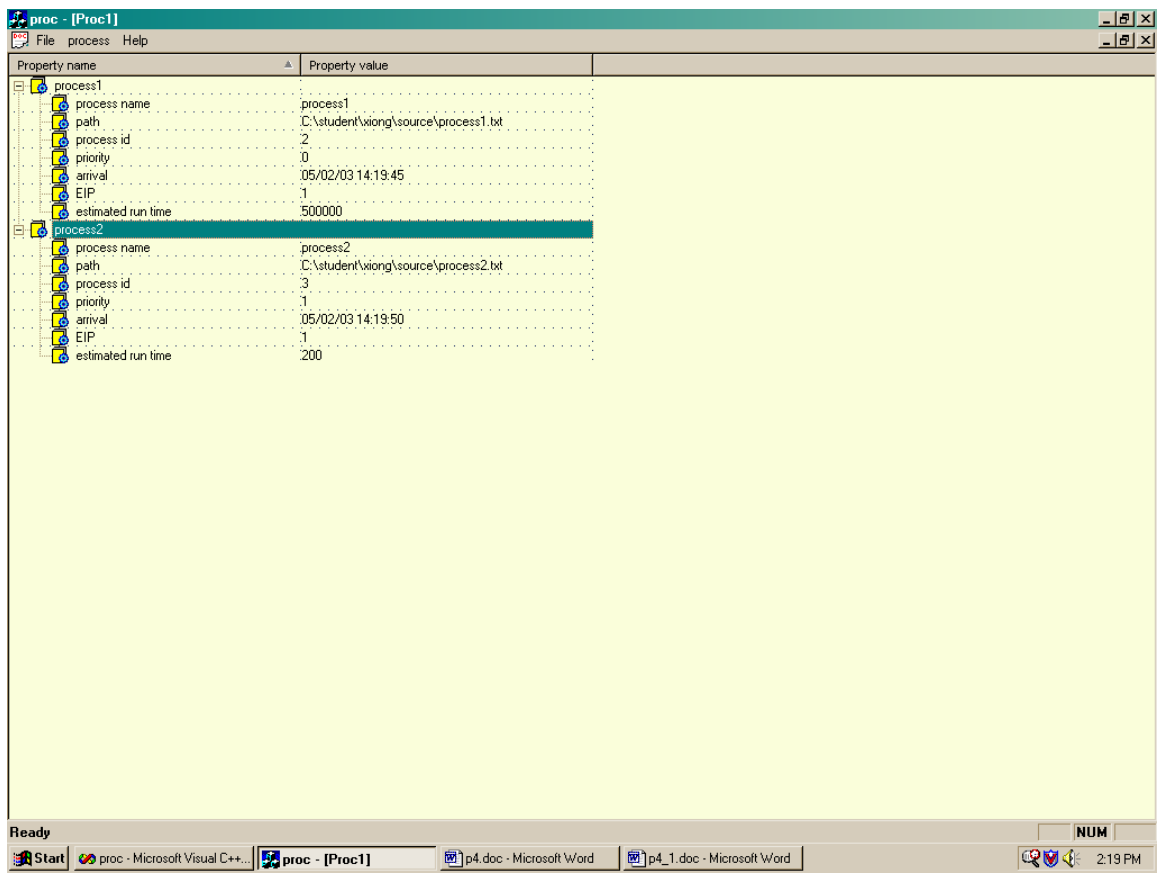 proc - [Proc1]
File process Help
Property name Property value
process1
process name process1
path C:\student\xiong\source\process1.txt
process id 2
priority 0
arrival 05/02/03 14:19:45
EIP 1
estimated run time 500000
process2
process name process2
path C:\student\xiong\source\process2.txt
process id 3
priority 1
arrival 05/02/03 14:19:50
EIP 1
estimated run time 200
Ready NUM
Start proc - Microsoft Visual C++... proc - [Proc1] p4.doc - Microsoft Word p4_1.doc - Microsoft Word 2:19 PM